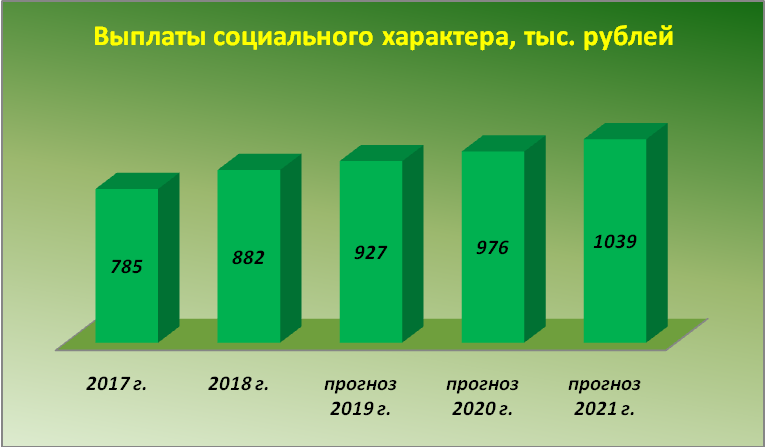 Выплаты социального характера, тыс. рублей
785
882
927
976
1039
2017 г.
2018 г.
прогноз
2019 г.
прогноз
2020 г.
прогноз
2021 г.